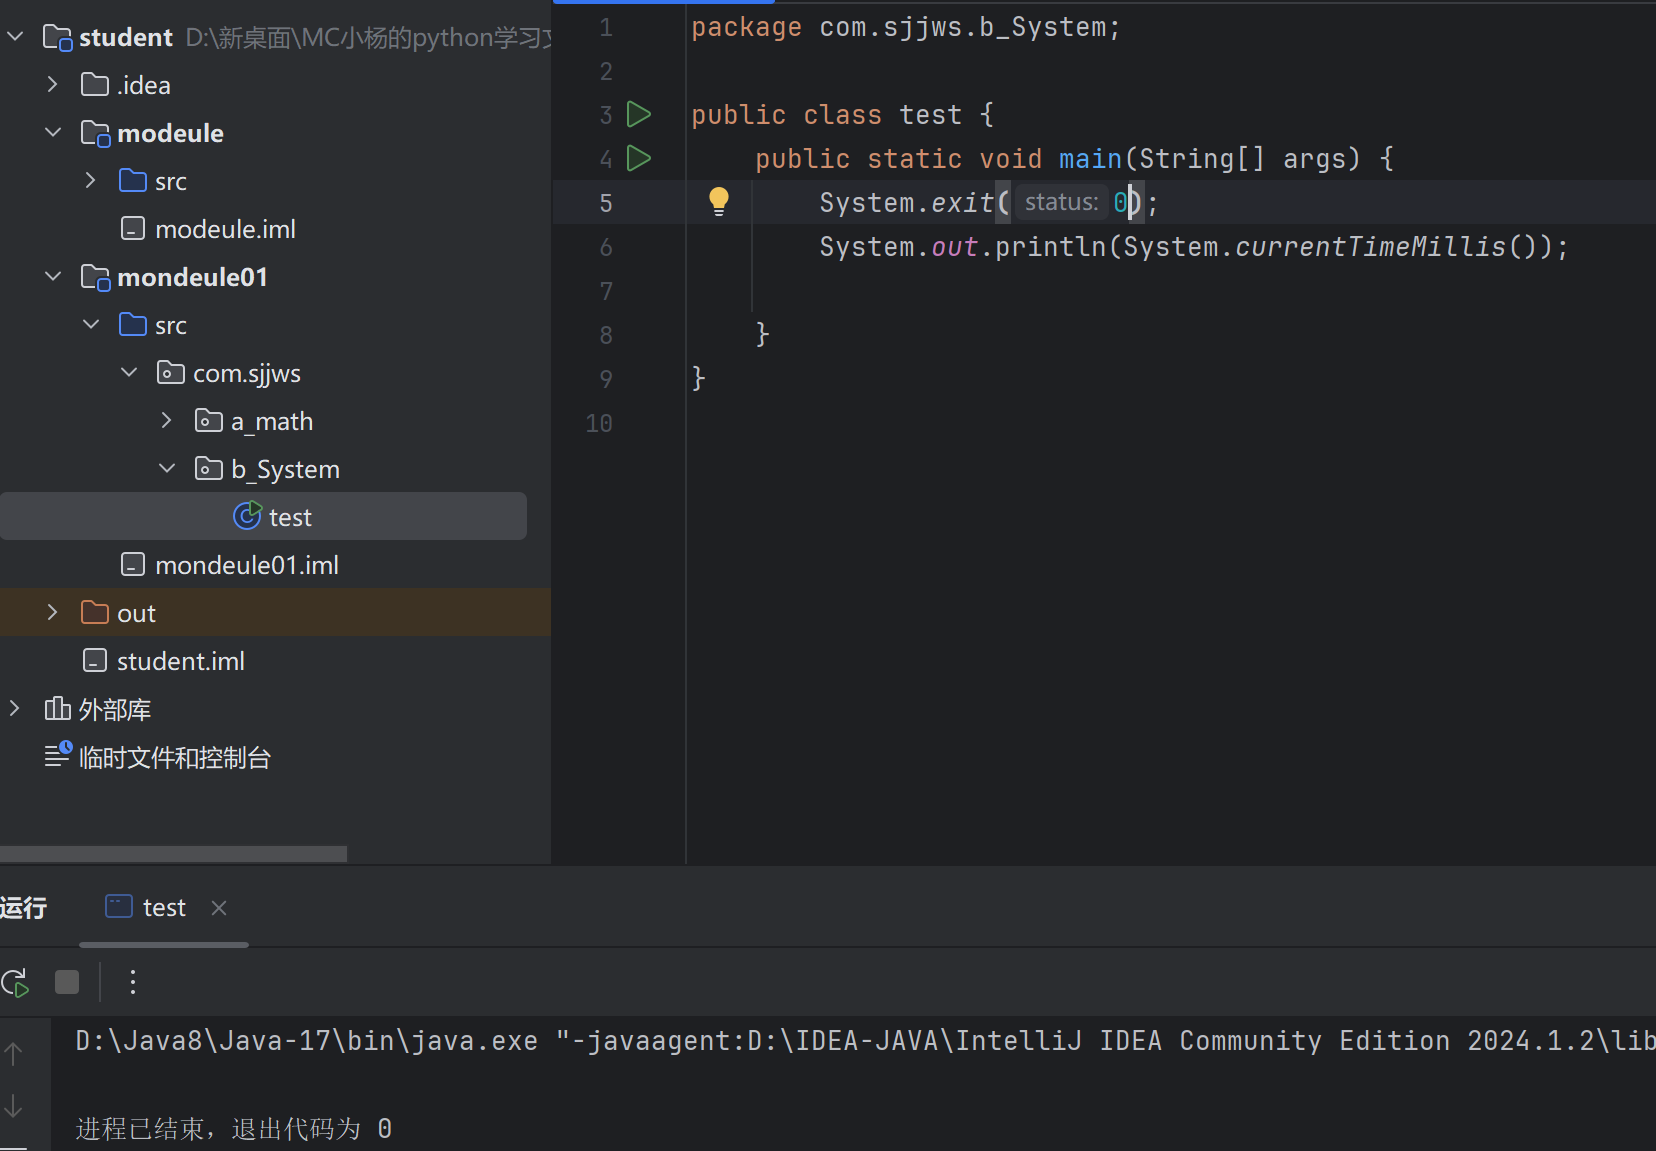 student D:\新桌面\MC小杨的python学习
.idea
modeule
src
modeule.iml
mondeule01
src
com.sjjws
a_math
b_System
test
mondeule01.iml
out
student.iml
外部库
临时文件和控制台
1 package com.sjjws.b_System;
2
3 public class test {
4 public static void main(String[] args) {
5 System.exit( status: 0);
6 System.out.println(System.currentTimeMillis());
7
8 }
9 }
10
运行 test
D:\Java8\Java-17\bin\java.exe "-javaagent:D:\IDEA-JAVA\IntelliJ IDEA Community Edition 2024.1.2\lib
进程已结束，退出代码为 0